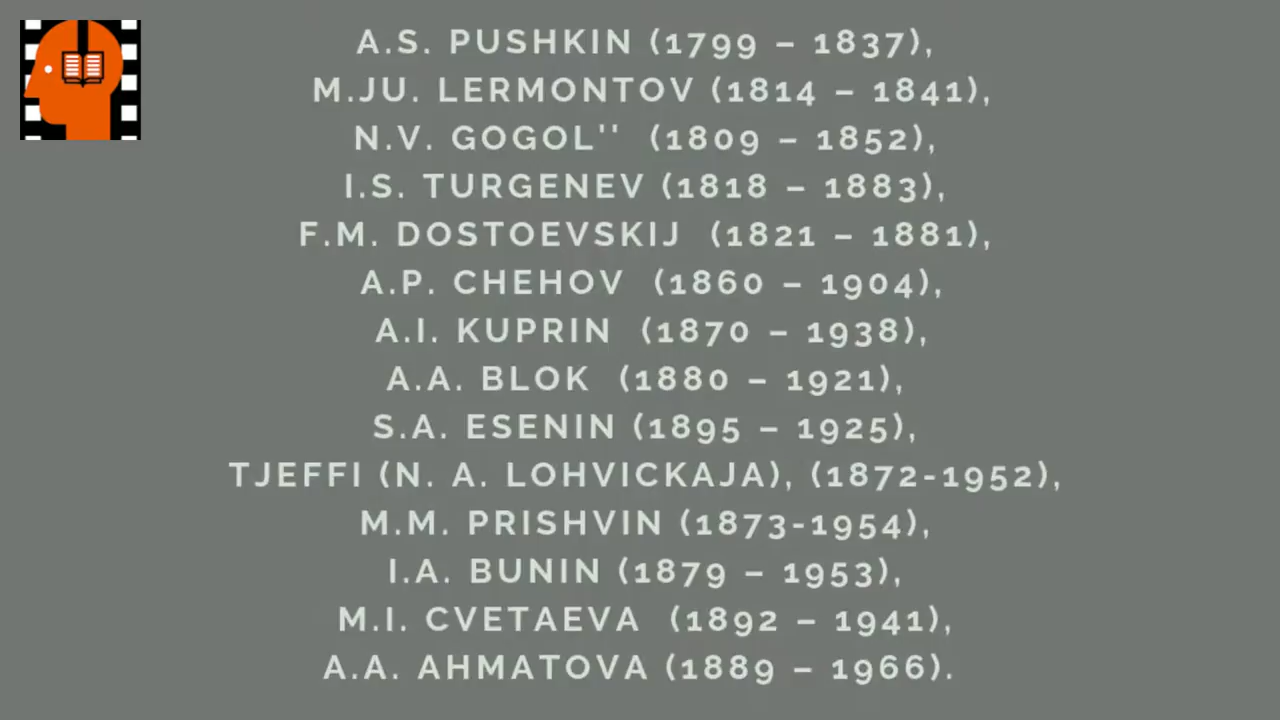 A.S. PUSHKIN (1799 – 1837),
M.JU. LERMONTOV (1814 – 1841),
N.V. GOGOL'' (1809 – 1852),
I.S. TURGENEV (1818 – 1883),
F.M. DOSTOEVSKIJ (1821 – 1881),
A.P. CHEHOV (1860 – 1904),
A.I. KUPRIN (1870 – 1938),
A.A. BLOK (1880 – 1921),
S.A. ESENIN (1895 – 1925),
TJEFFI (N. A. LOHVICKAJA), (1872-1952),
M.M. PRISHVIN (1873-1954),
I.A. BUNIN (1879 – 1953),
M.I. CVETAEVA (1892 – 1941),
A.A. AHMATOVA (1889 – 1966).